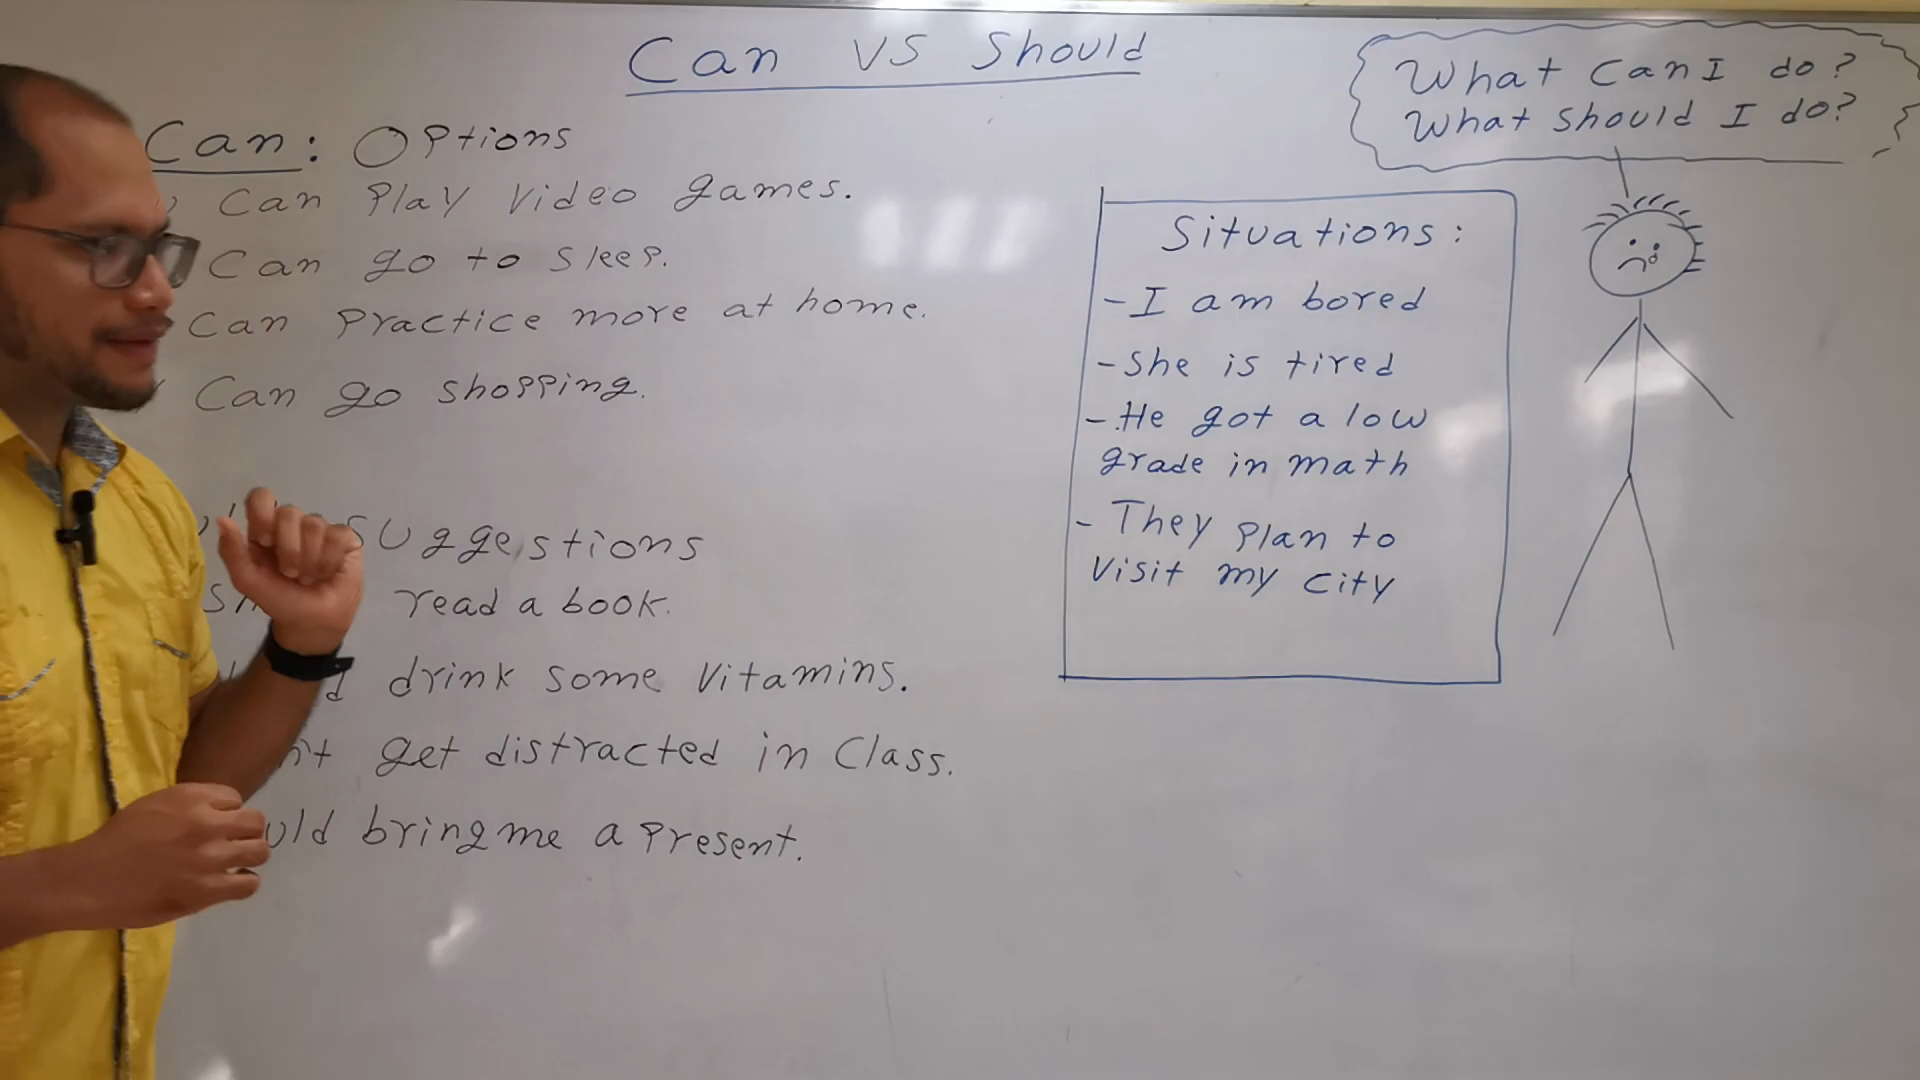 Can VS Should
What Can I do?
What should I do?
Can: Options
Can Play Video games.
Can go to sleep.
Can Practice more at home.
Can go shopping.
Suggestions
read a book.
drink some Vitamins.
get distracted in Class.
bring me a Present.
Situations:
- I am bored
- She is tired
- He got a low
grade in math
- They Plan to
Visit my City